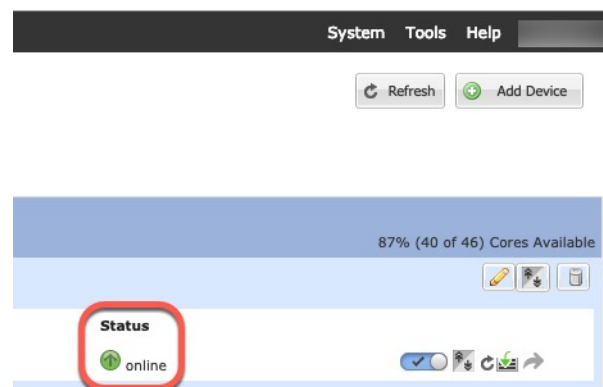 System Tools Help
Refresh Add Device
87% (40 of 46) Cores Available
Status
online